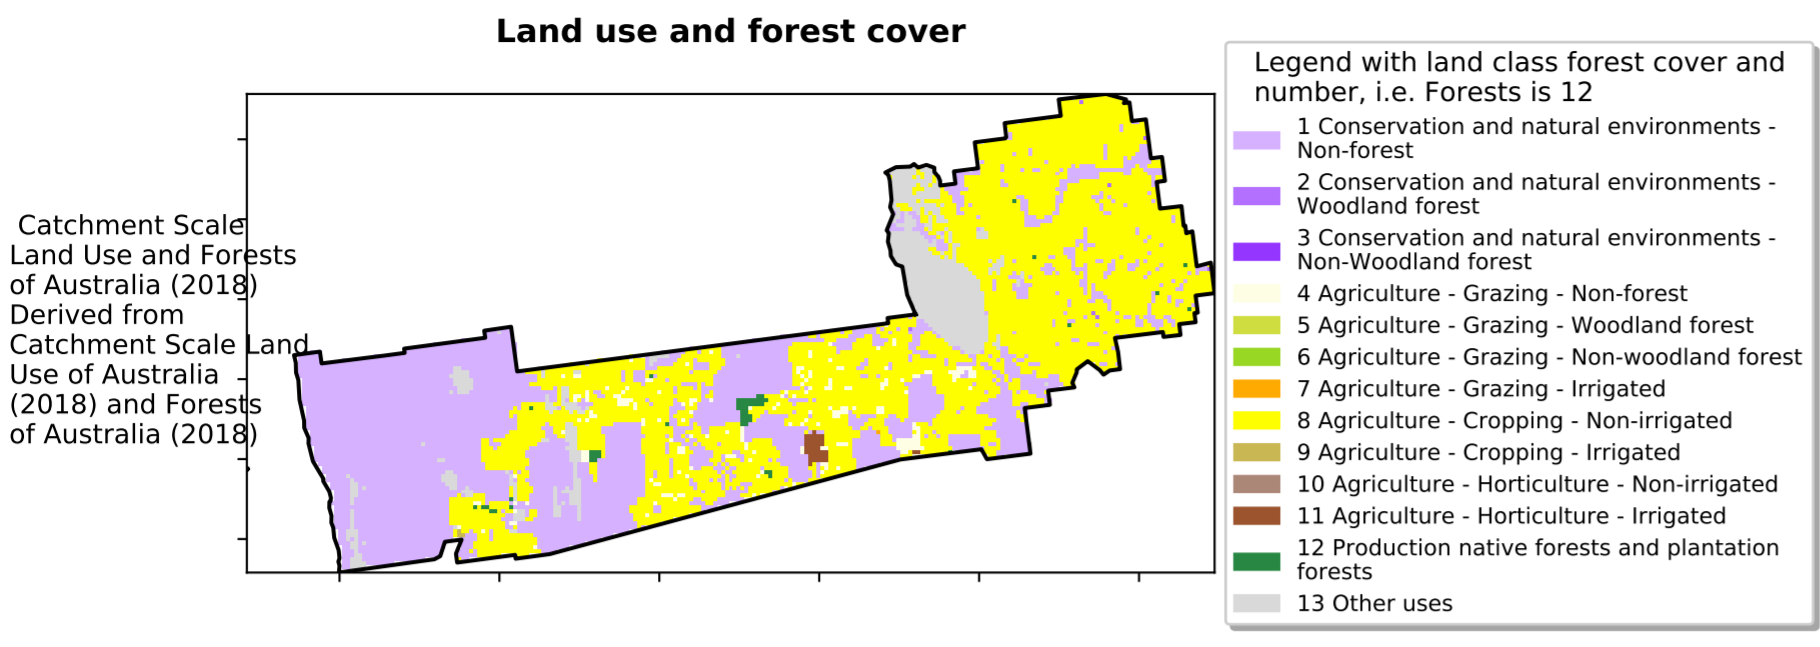 Land use and forest cover
Catchment Scale
Land Use and Forests
of Australia (2018)
Derived from
Catchment Scale Land
Use of Australia
(2018) and Forests
of Australia (2018)
Legend with land class forest cover and
number, i.e. Forests is 12
1 Conservation and natural environments -
Non-forest
2 Conservation and natural environments -
Woodland forest
3 Conservation and natural environments -
Non-Woodland forest
4 Agriculture - Grazing - Non-forest
5 Agriculture - Grazing - Woodland forest
6 Agriculture - Grazing - Non-woodland forest
7 Agriculture - Grazing - Irrigated
8 Agriculture - Cropping - Non-irrigated
9 Agriculture - Cropping - Irrigated
10 Agriculture - Horticulture - Non-irrigated
11 Agriculture - Horticulture - Irrigated
12 Production native forests and plantation
forests
13 Other uses